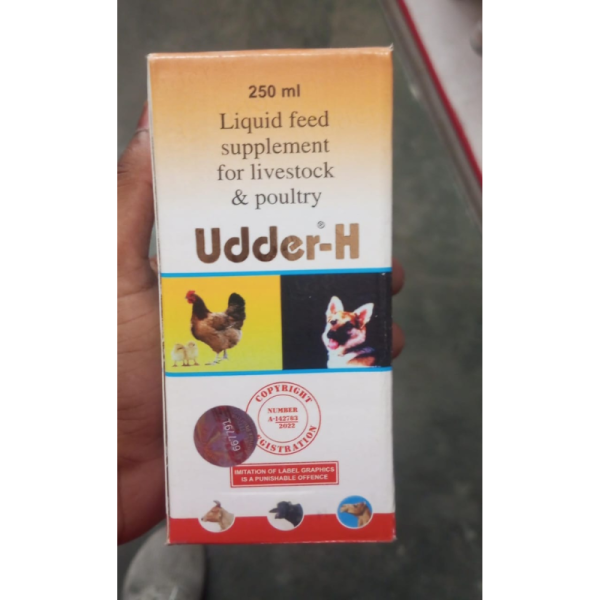 250 ml
Liquid feed
supplement
for livestock
& poultry
Udder-H®
COPYRIGHT
NUMBER
A-142763
2022
REGISTRATION
IMITATION OF LABEL GRAPHICS
IS A PUNISHABLE OFFENCE